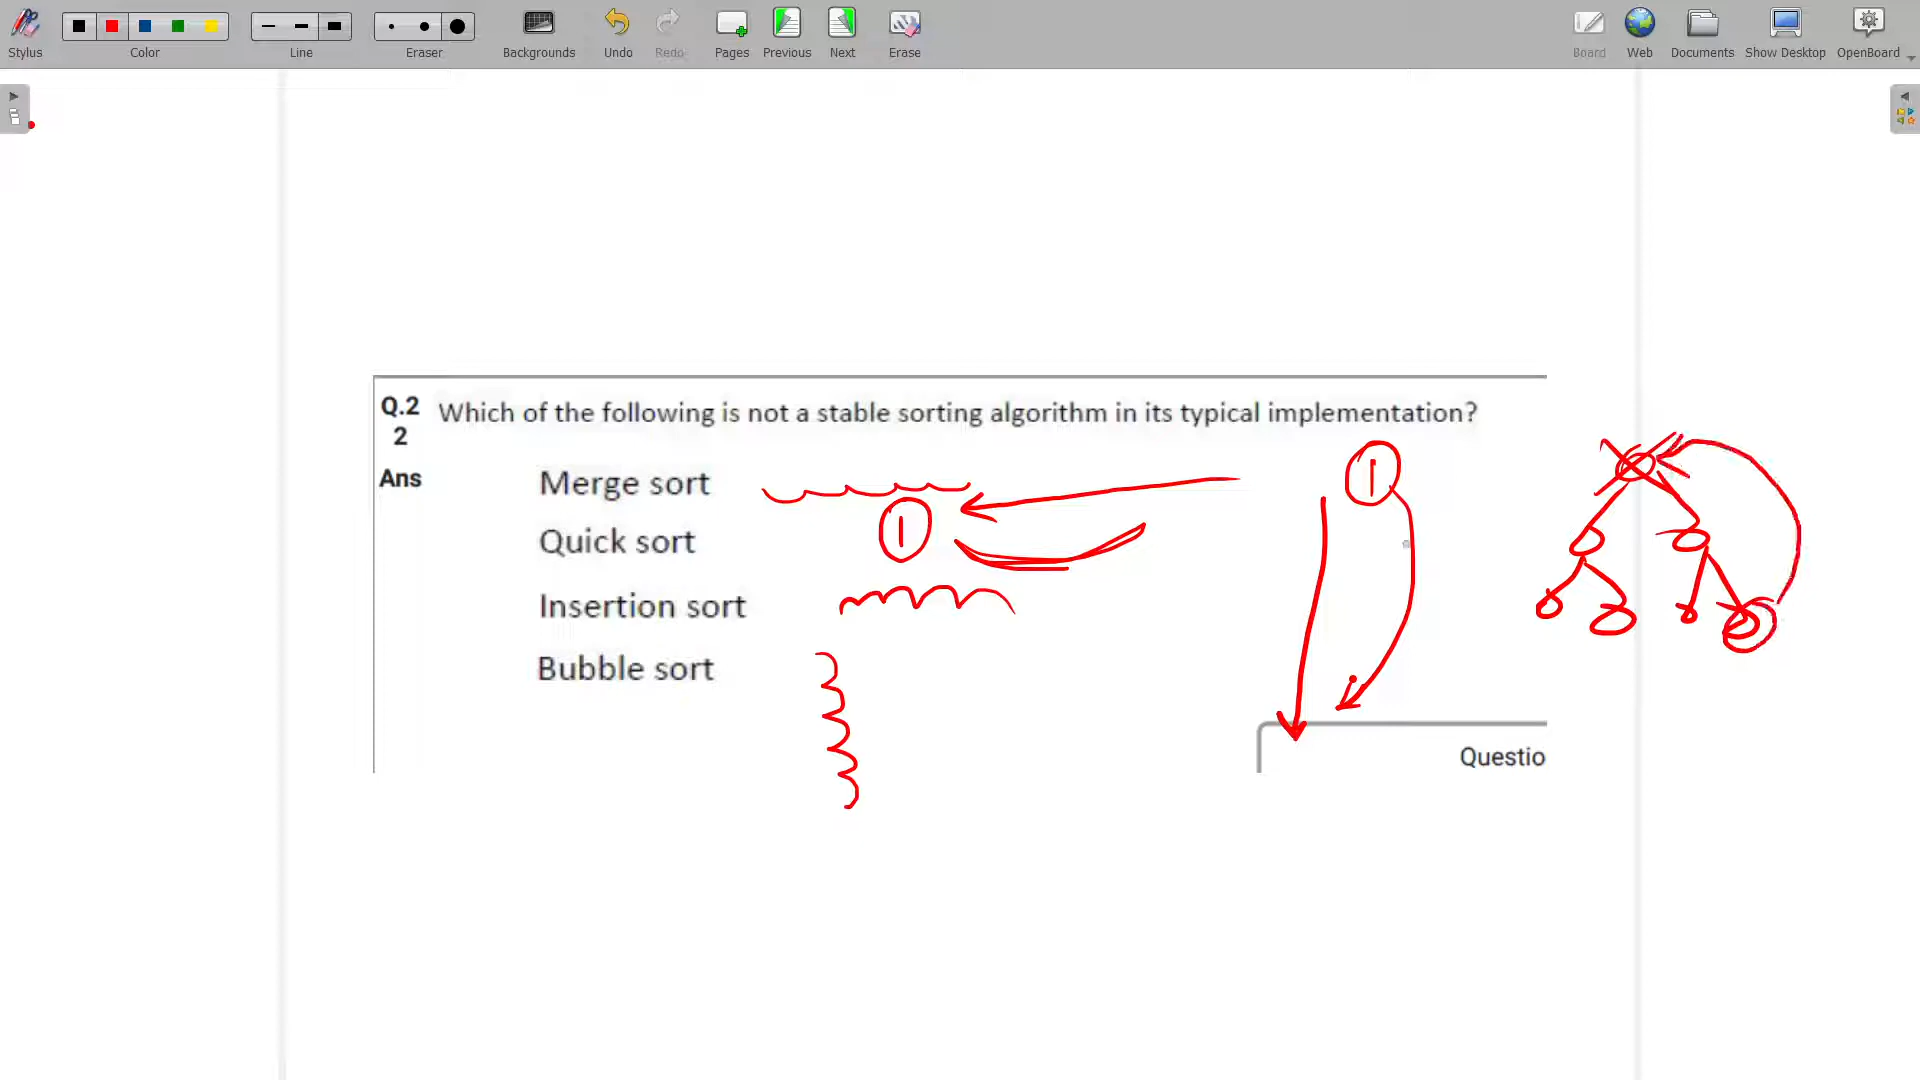 Stylus Color Line Eraser Backgrounds Undo Redo Pages Previous Next Erase Board Web Documents Show Desktop OpenBoard
Q.2 Which of the following is not a stable sorting algorithm in its typical implementation?
2
Ans Merge sort
Quick sort
Insertion sort
Bubble sort
1
1
Questio